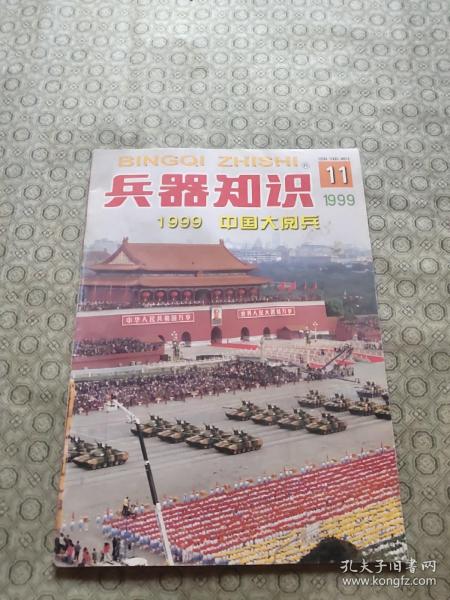 BINGQI ZHISHI
兵器知识
11
1999
1999 中国大阅兵
中华人民共和国万岁
世界人民大团结万岁
孔夫子旧书网
www.kongfz.com